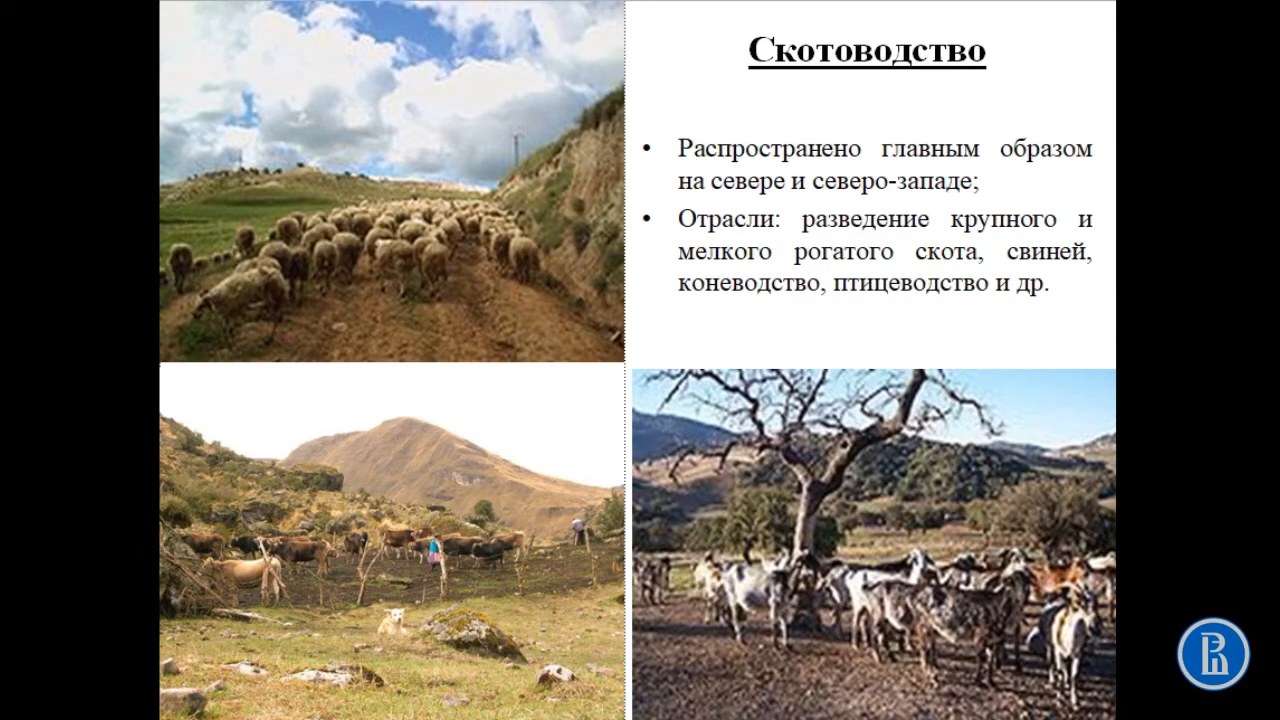 Скотоводство
• Распространено главным образом
на севере и северо-западе;
• Отрасли: разведение крупного и
мелкого рогатого скота, свиней,
коневодство, птицеводство и др.